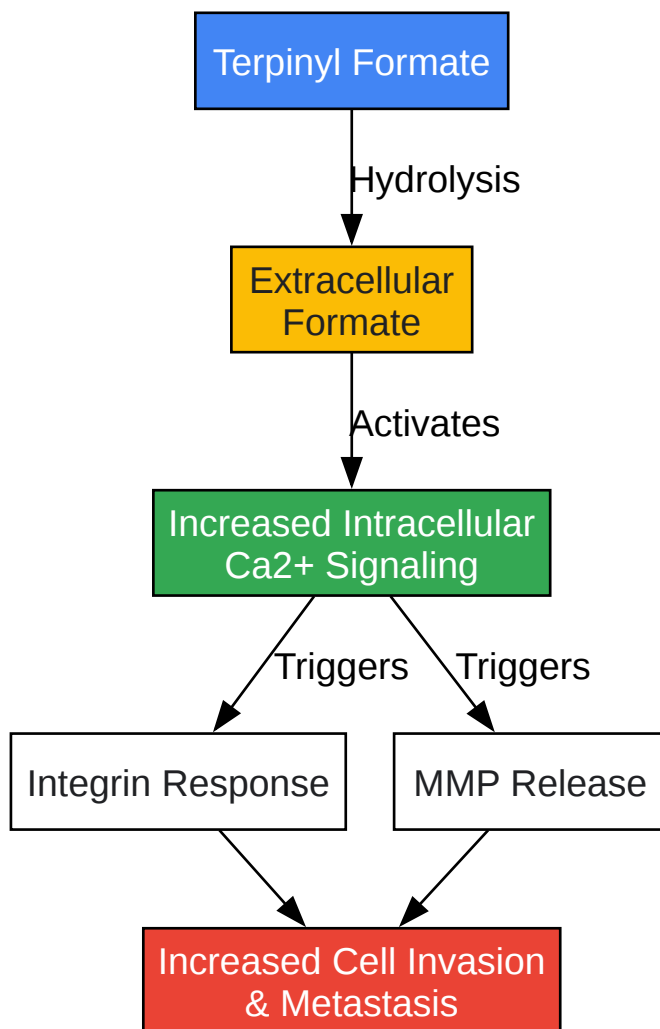 Terpinyl Formate
Hydrolysis
Extracellular
Formate
Activates
Increased Intracellular
Ca2+ Signaling
Triggers
Triggers
Integrin Response
MMP Release
Increased Cell Invasion
& Metastasis